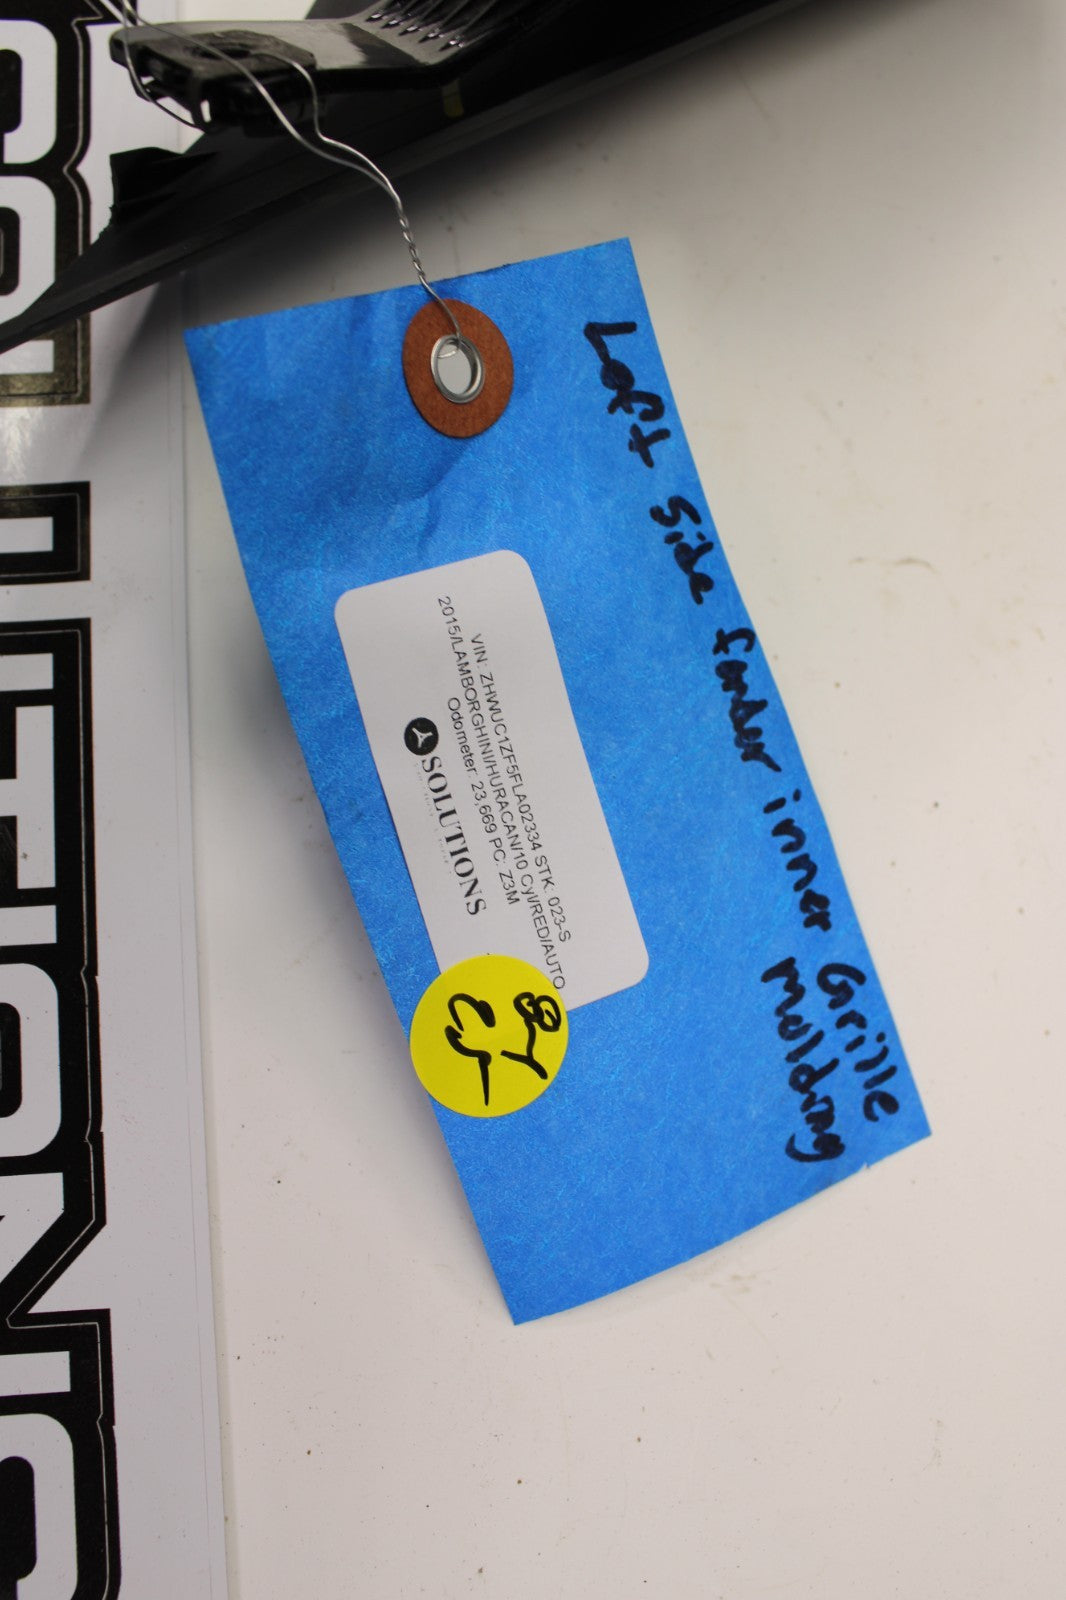 Left side fender inner Grille
molding
VIN: ZHWUC1ZF5FLA02334 STK: 023-S
2015/LAMBORGHINI/HURACAN/10 Cyl/RED/AUTO
Odometer: 23,669 PC: Z3M
SOLUTIONS